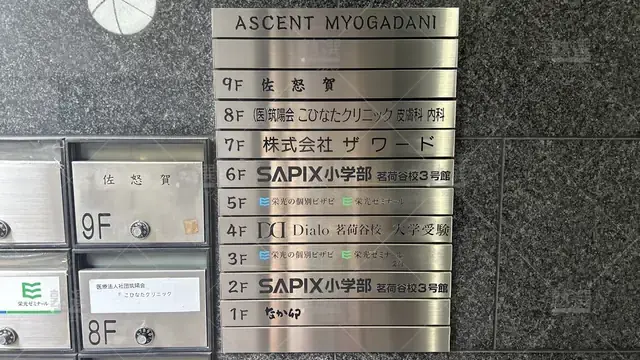 ASCENT MYOGADANI
9F 佐怒賀
8F (医)筑陽会 こひなたクリニック 皮膚科 内科
7F 株式会社 ザ ワード
6F SAPIX小学部 茗荷谷校3号館
5F 栄光の個別ビザビ 栄光ゼミナール
4F Dialo 茗荷谷校 大学受験
3F 栄光の個別ビザビ 栄光ゼミナール
2F SAPIX小学部 茗荷谷校3号館
1F なか卯
佐怒賀
9F
栄光ゼミナール
医療法人社団筑陽会
こひなたクリニック
8F